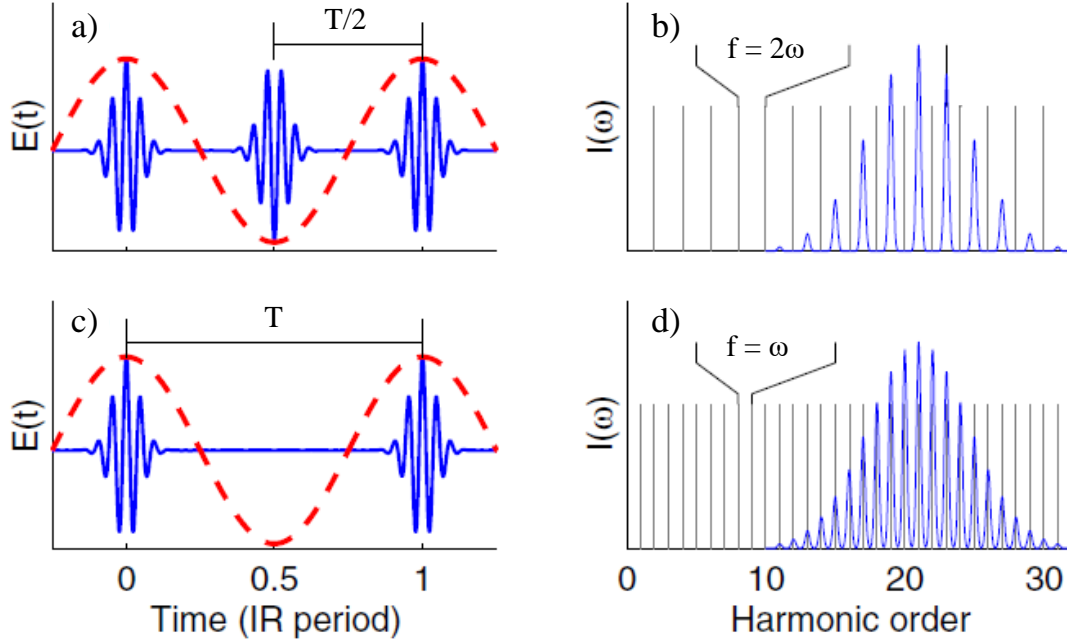 a)
T/2
E(t)
b)
f = 2ω
I(ω)
c)
T
E(t)
0
0.5
1
Time (IR period)
d)
f = ω
I(ω)
0
10
20
30
Harmonic order